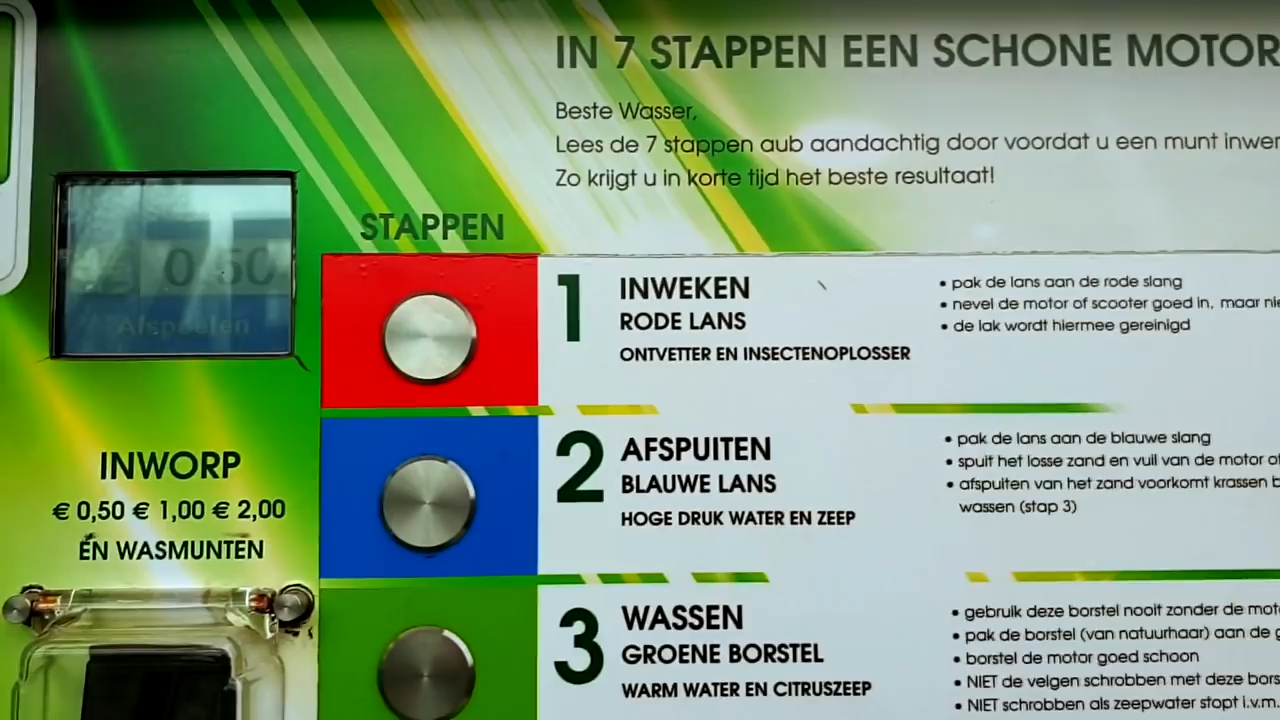 IN 7 STAPPEN EEN SCHONE MOTOR
Beste Wasser,
Lees de 7 stappen aub aandachtig door voordat u een munt
Zo krijgt u in korte tijd het beste resultaat!
STAPPEN
0.50
Afspuiten
INWORP
€ 0,50 € 1,00 € 2,00
ÉN WASMUNTEN
1
INWEKEN
RODE LANS
ONTVETTER EN INSECTENOPLOSSER
• pak de lans aan de rode slang
• nevel de motor of scooter goed in, maar
• de lak wordt hiermee gereinigd
2
AFSPUITEN
BLAUWE LANS
HOGE DRUK WATER EN ZEEP
• pak de lans aan de blauwe slang
• spuit het losse zand en vuil van de motor
• afspuiten van het zand voorkomt krassen
wassen (stap 3)
3
WASSEN
GROENE BORSTEL
WARM WATER EN CITRUSZEEP
• gebruik deze borstel nooit zonder de
• pak de borstel (van natuurhaar) aan de
• borstel de motor goed schoon
• NIET de velgen schrobben met deze
• NIET schrobben als zeepwater stopt i.v.m.